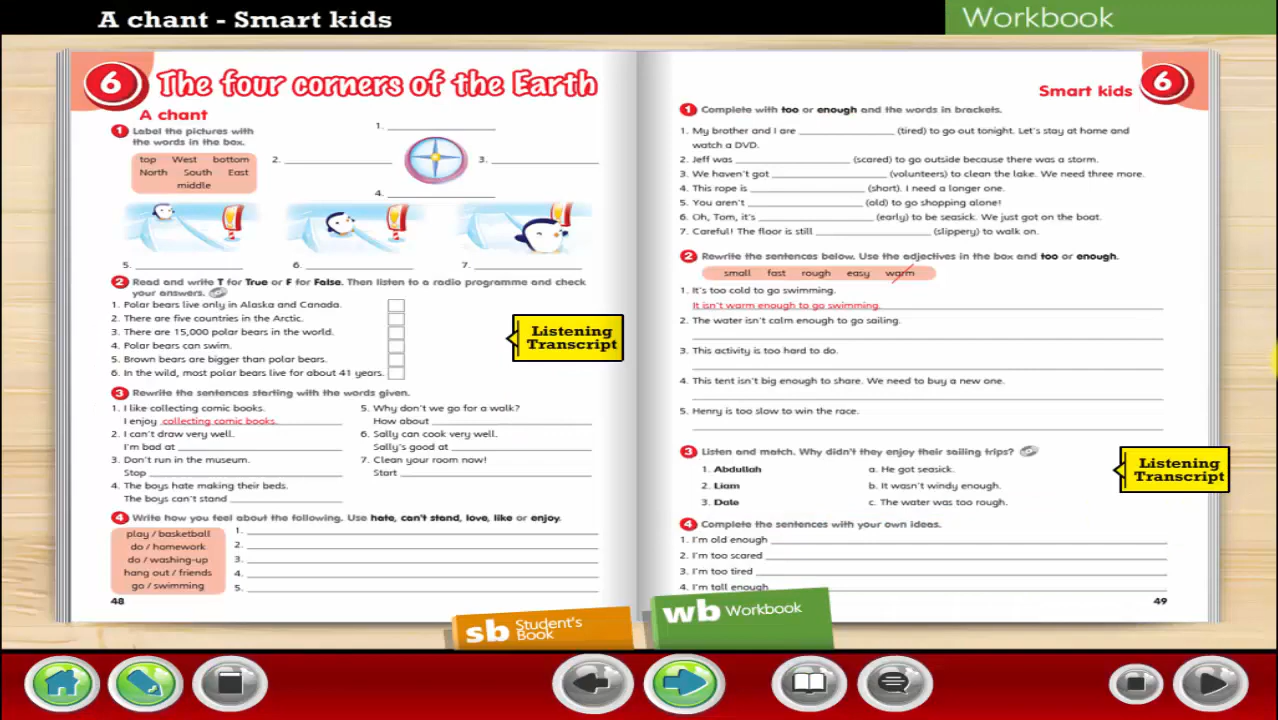 A chant - Smart kids
Workbook
6
The four corners of the Earth
A chant
1 Label the pictures with
the words in the box.
top West bottom
North South East
middle
1.
2.
3.
4.
5.
6.
7.
2 Read and write T for True or F for False. Then listen to a radio programme and check
your answers.
1. Polar bears live only in Alaska and Canada.
2. There are five countries in the Arctic.
3. There are 15,000 polar bears in the world.
4. Polar bears can swim.
5. Brown bears are bigger than polar bears.
6. In the wild, most polar bears live for about 41 years.
Listening
Transcript
3 Rewrite the sentences starting with the words given.
1. I like collecting comic books.
I enjoy collecting comic books.
2. I can't draw very well.
I'm bad at
3. Don't run in the museum.
Stop
4. The boys hate making their beds.
The boys can't stand
5. Why don't we go for a walk?
How about
6. Sally can cook very well.
Sally's good at
7. Clean your room now!
Start
4 Write how you feel about the following. Use hate, can't stand, love, like or enjoy.
play / basketball
do / homework
do / washing-up
hang out / friends
go / swimming
1.
2.
3.
4.
5.
48
Smart kids
6
1 Complete with too or enough and the words in brackets.
1. My brother and I are (tired) to go out tonight. Let's stay at home and
watch a DVD.
2. Jeff was (scared) to go outside because there was a storm.
3. We haven't got (volunteers) to clean the lake. We need three more.
4. This rope is (short). I need a longer one.
5. You aren't (old) to go shopping alone!
6. Oh, Tom, it's (early) to be seasick. We just got on the boat.
7. Careful! The floor is still (slippery) to walk on.
2 Rewrite the sentences below. Use the adjectives in the box and too or enough.
small fast rough easy warm
1. It's too cold to go swimming.
It isn't warm enough to go swimming.
2. The water isn't calm enough to go sailing.
3. This activity is too hard to do.
4. This tent isn't big enough to share. We need to buy a new one.
5. Henry is too slow to win the race.
3 Listen and match. Why didn't they enjoy their sailing trips?
1. Abdullah a. He got seasick.
2. Liam b. It wasn't windy enough.
3. Date c. The water was too rough.
Listening
Transcript
4 Complete the sentences with your own ideas.
1. I'm old enough
2. I'm too scared
3. I'm too tired
4. I'm tall enough
49
sb Student's
Book
wb Workbook